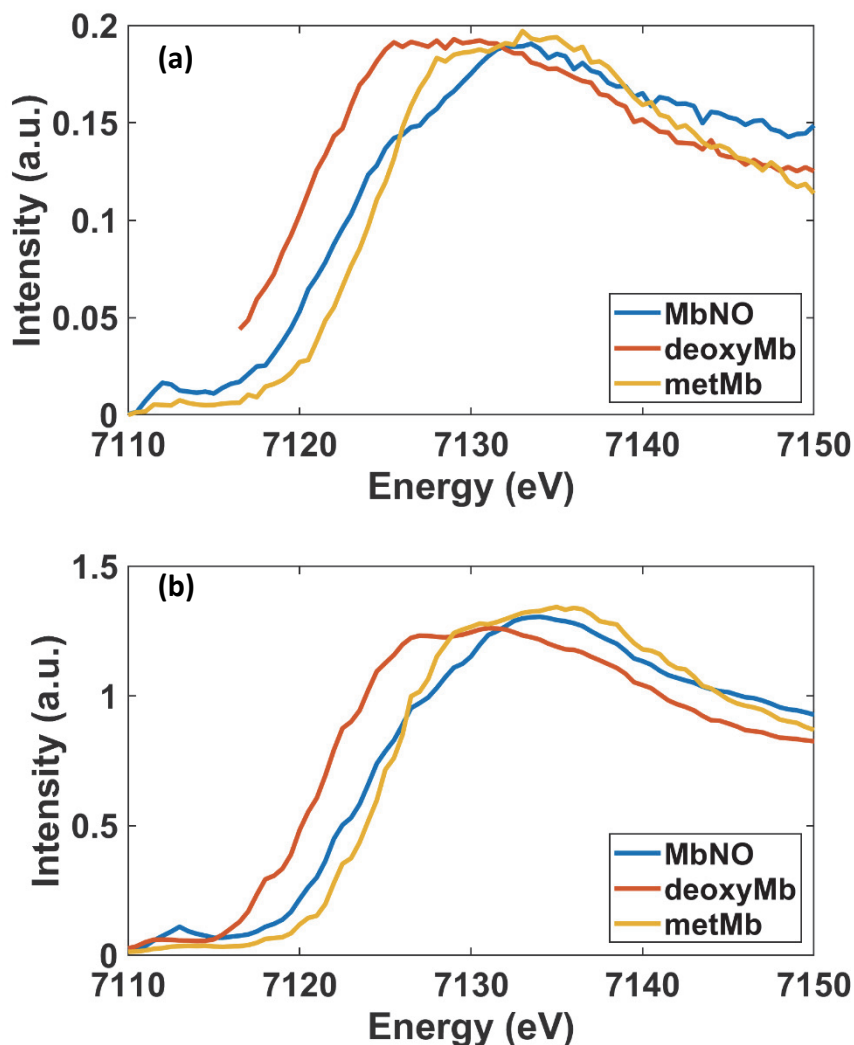 (a)
Intensity (a.u.)
0.2
0.15
0.1
0.05
0
7110 7120 7130 7140 7150
Energy (eV)
MbNO
deoxyMb
metMb
(b)
Intensity (a.u.)
1.5
1
0.5
0
7110 7120 7130 7140 7150
Energy (eV)
MbNO
deoxyMb
metMb